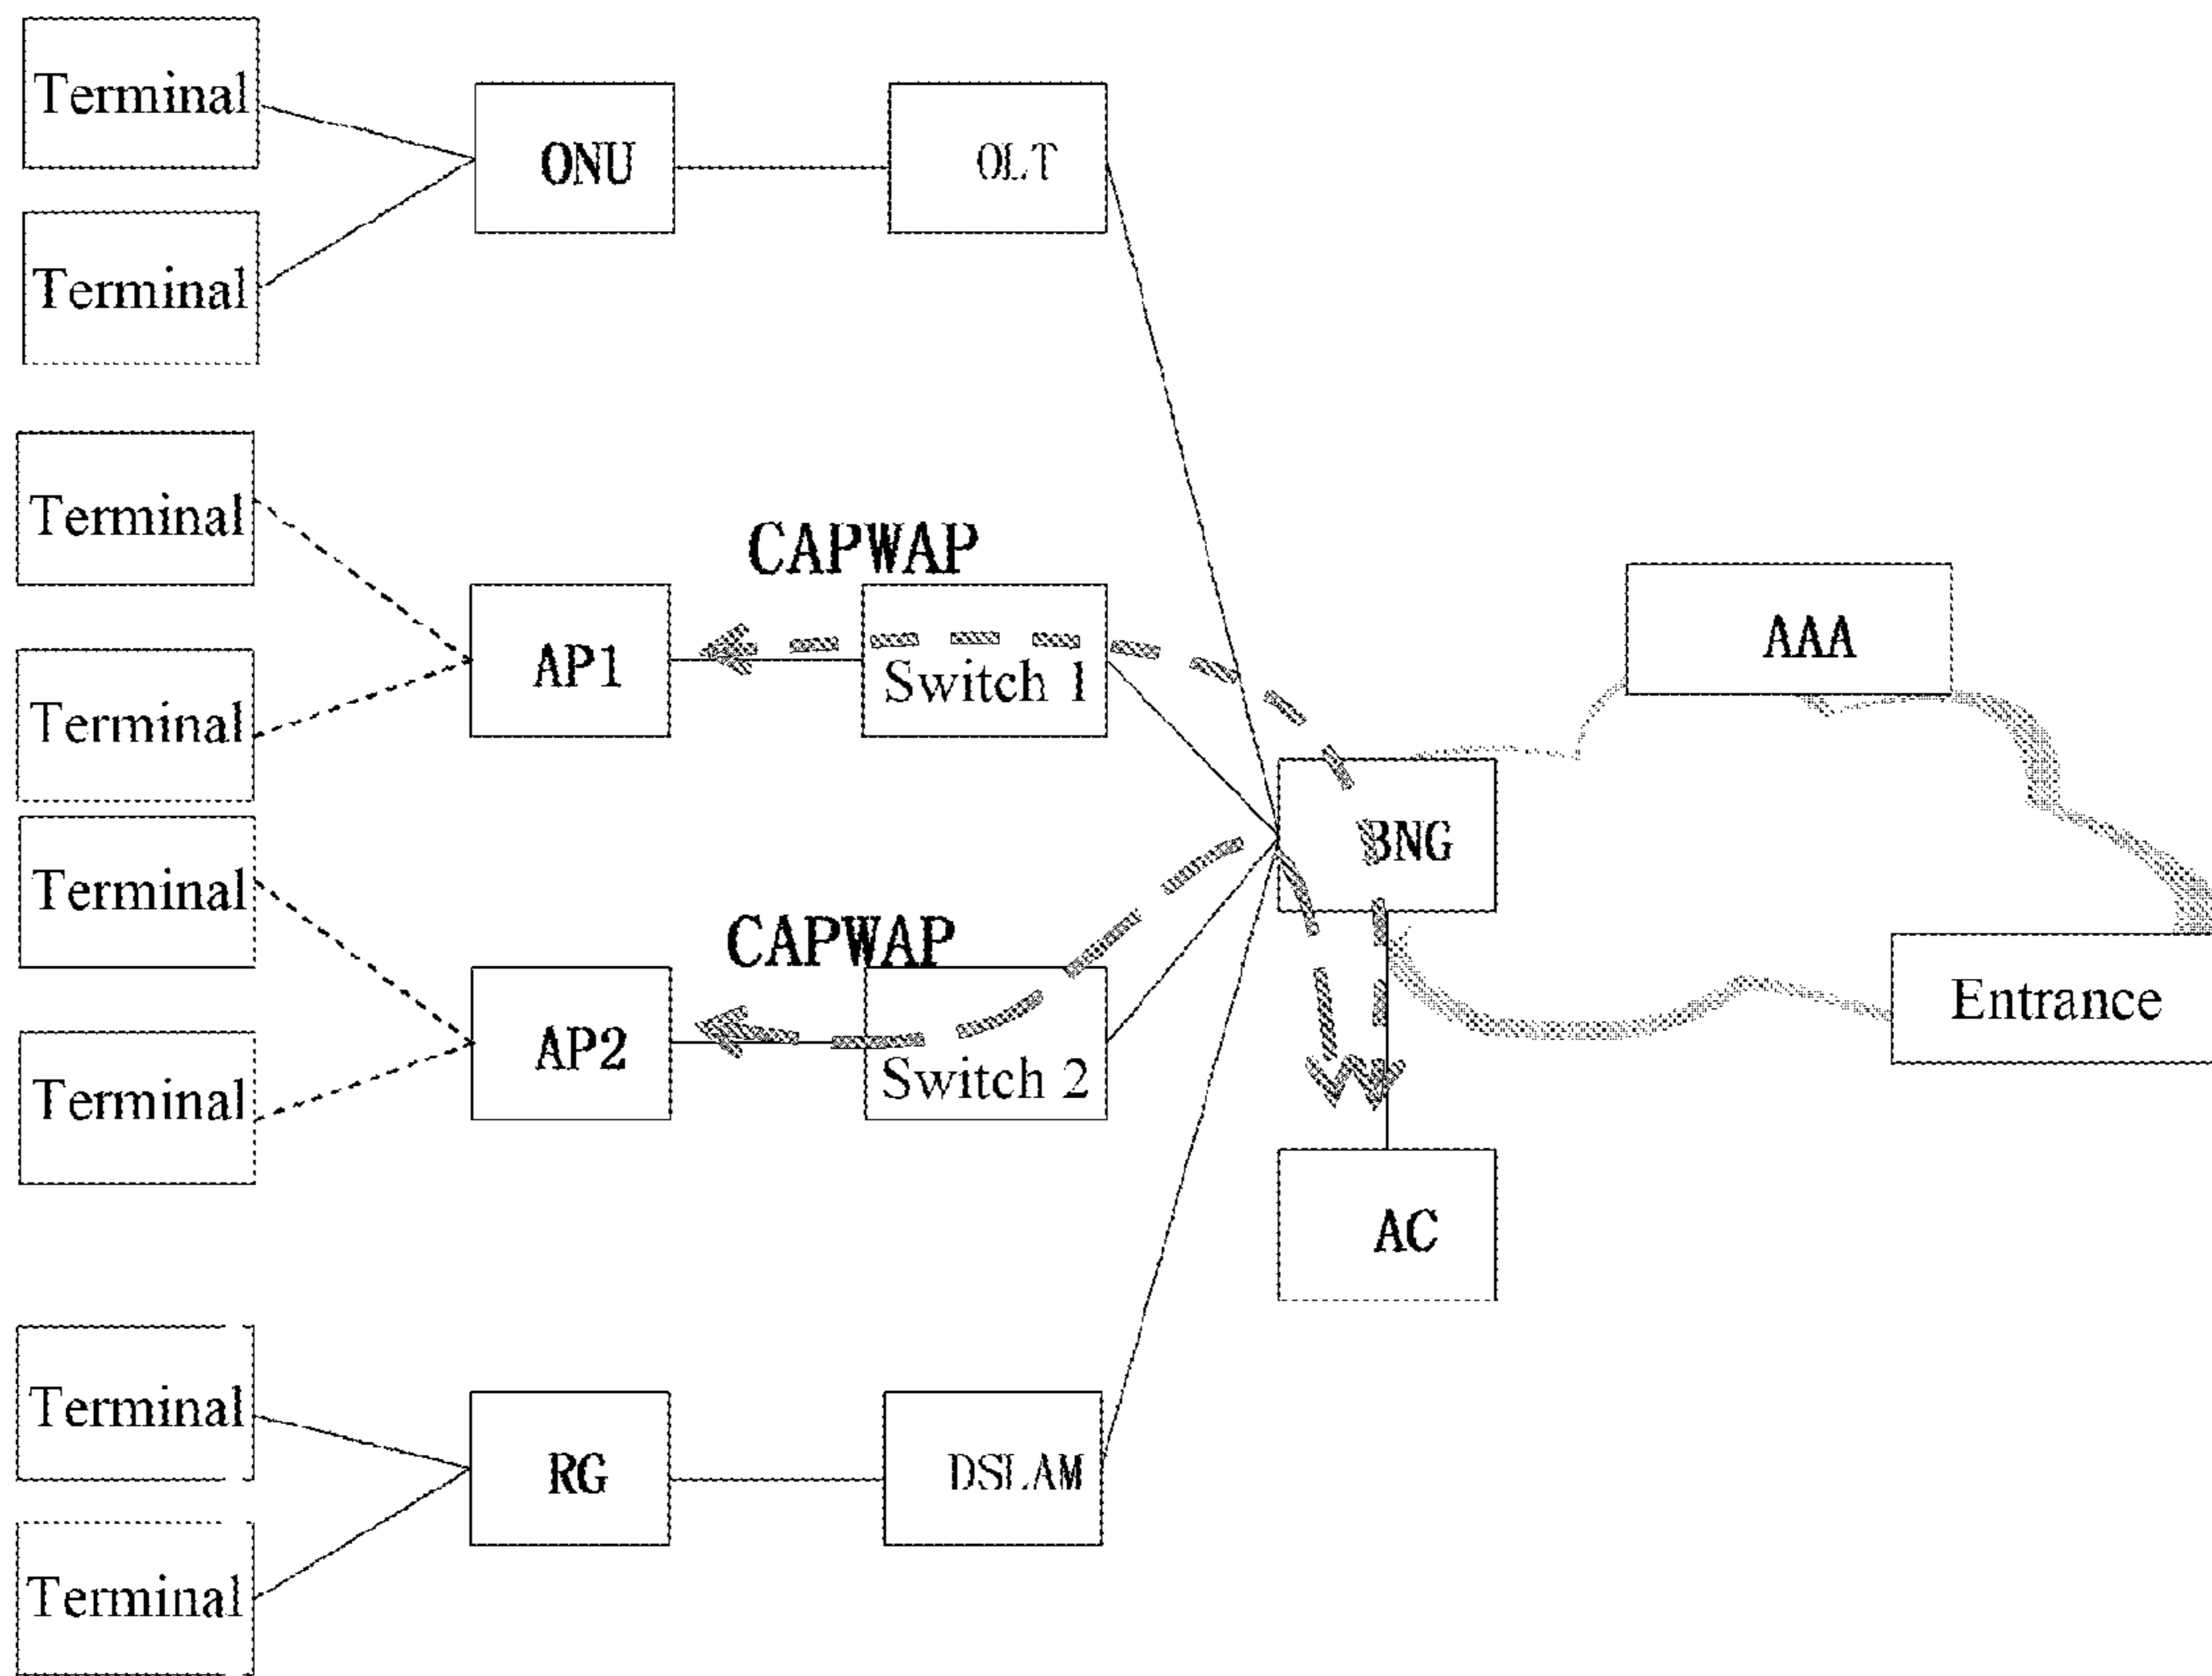 Terminal
ONU
OLT
Terminal
Terminal
CAPWAP
AP1
Switch 1
AAA
Terminal
BNG
Terminal
CAPWAP
Entrance
AP2
Switch 2
Terminal
AC
Terminal
RG
DSLAM
Terminal